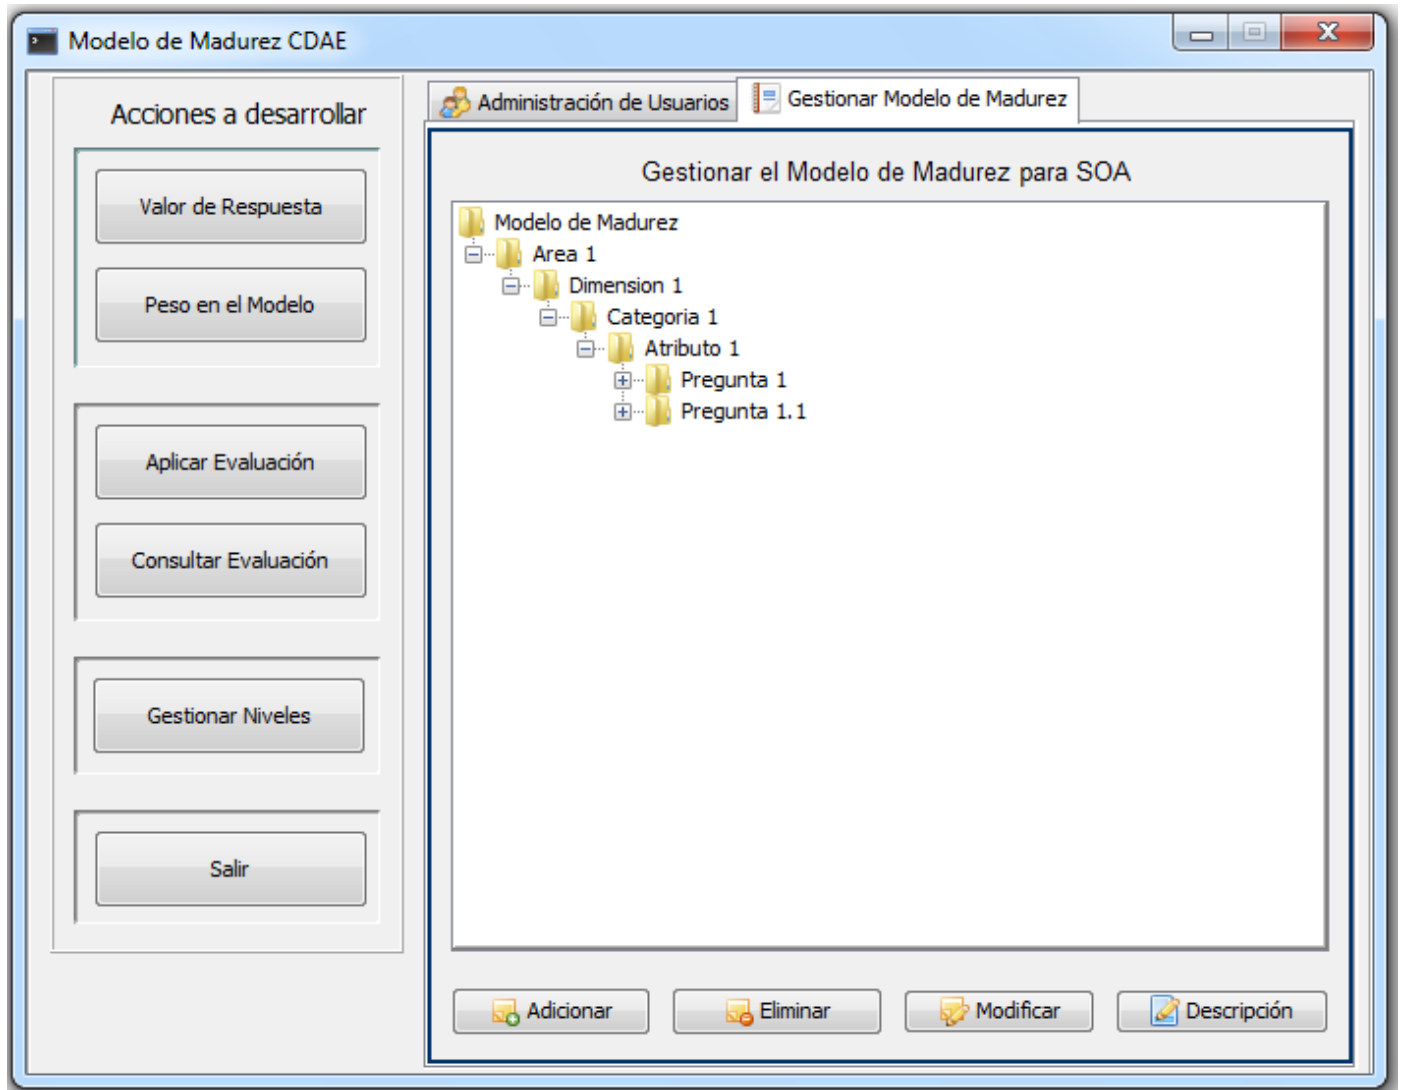 Modelo de Madurez CDAE
Acciones a desarrollar
Valor de Respuesta
Peso en el Modelo
Aplicar Evaluación
Consultar Evaluación
Gestionar Niveles
Salir
Administración de Usuarios
Gestionar Modelo de Madurez
Gestionar el Modelo de Madurez para SOA
Modelo de Madurez
Area 1
Dimension 1
Categoria 1
Atributo 1
Pregunta 1
Pregunta 1.1
Adicionar
Eliminar
Modificar
Descripción